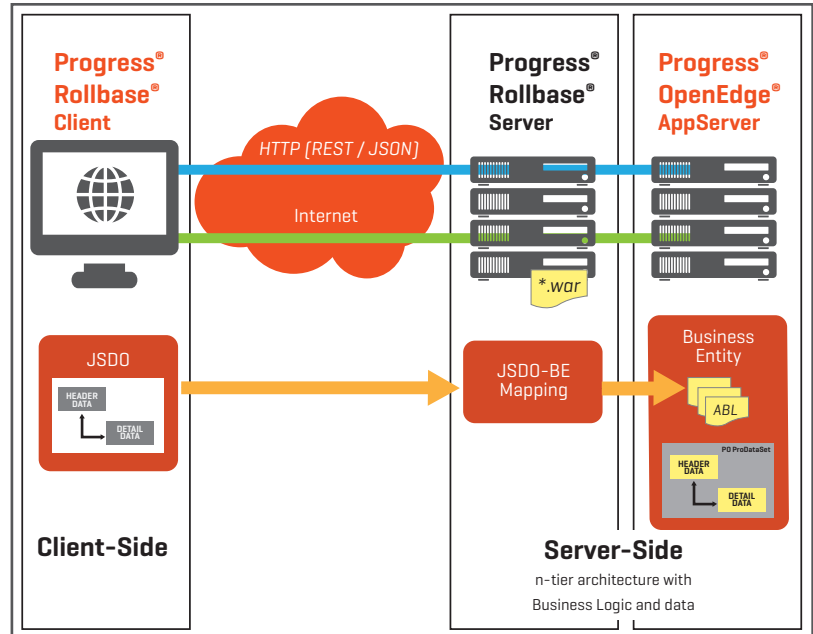 Progress®
Rollbase®
Client
HTTP (REST / JSON)
Internet
Progress®
Rollbase®
Server
Progress®
OpenEdge®
AppServer
*.war
JSDO
HEADER
DATA
DETAIL
DATA
JSDO-BE
Mapping
Business
Entity
ABL
PO ProDataSet
HEADER
DATA
DETAIL
DATA
Client-Side
Server-Side
n-tier architecture with
Business Logic and data